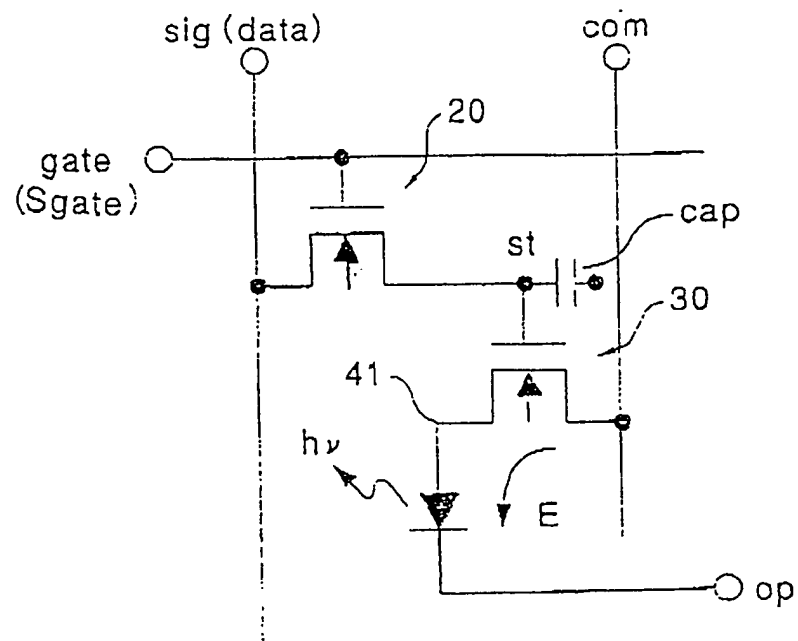 sig (data)
com
20
gate
(Sgate)
cap
st
30
41
hν
E
op